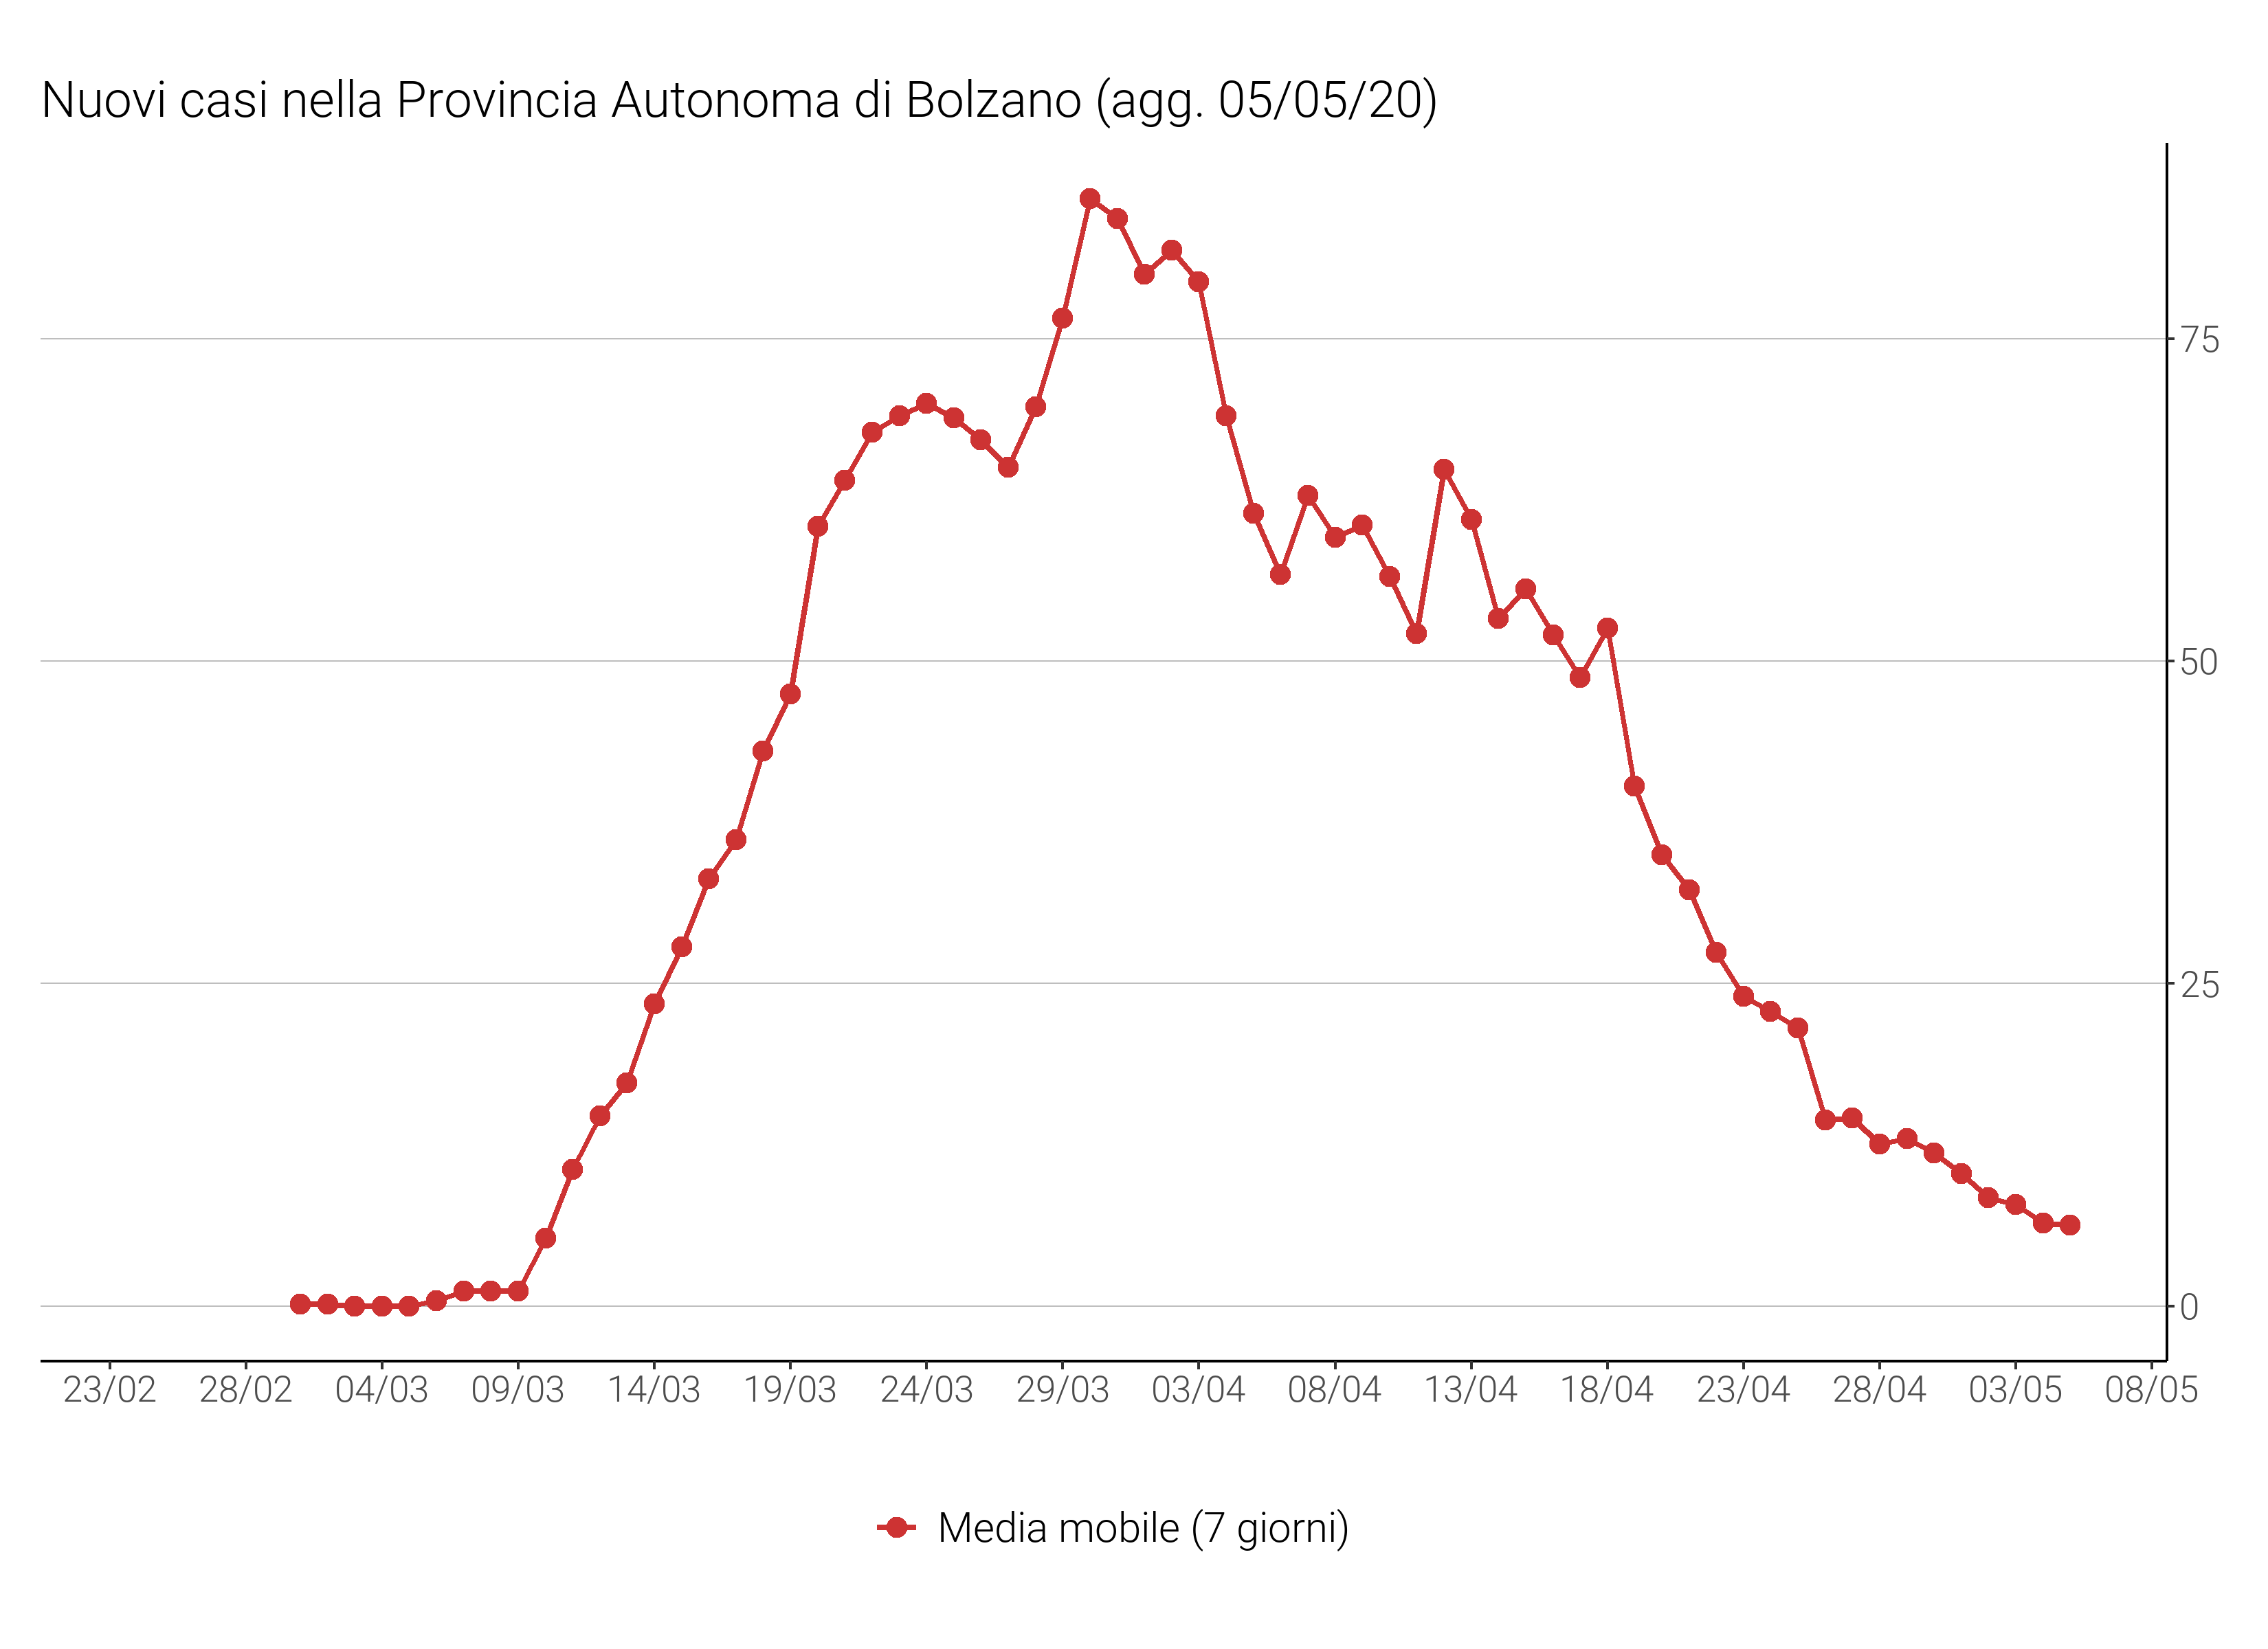 Nuovi casi nella Provincia Autonoma di Bolzano (agg. 05/05/20)
75
50
25
0
23/02 28/02 04/03 09/03 14/03 19/03 24/03 29/03 03/04 08/04 13/04 18/04 23/04 28/04 03/05 08/05
Media mobile (7 giorni)